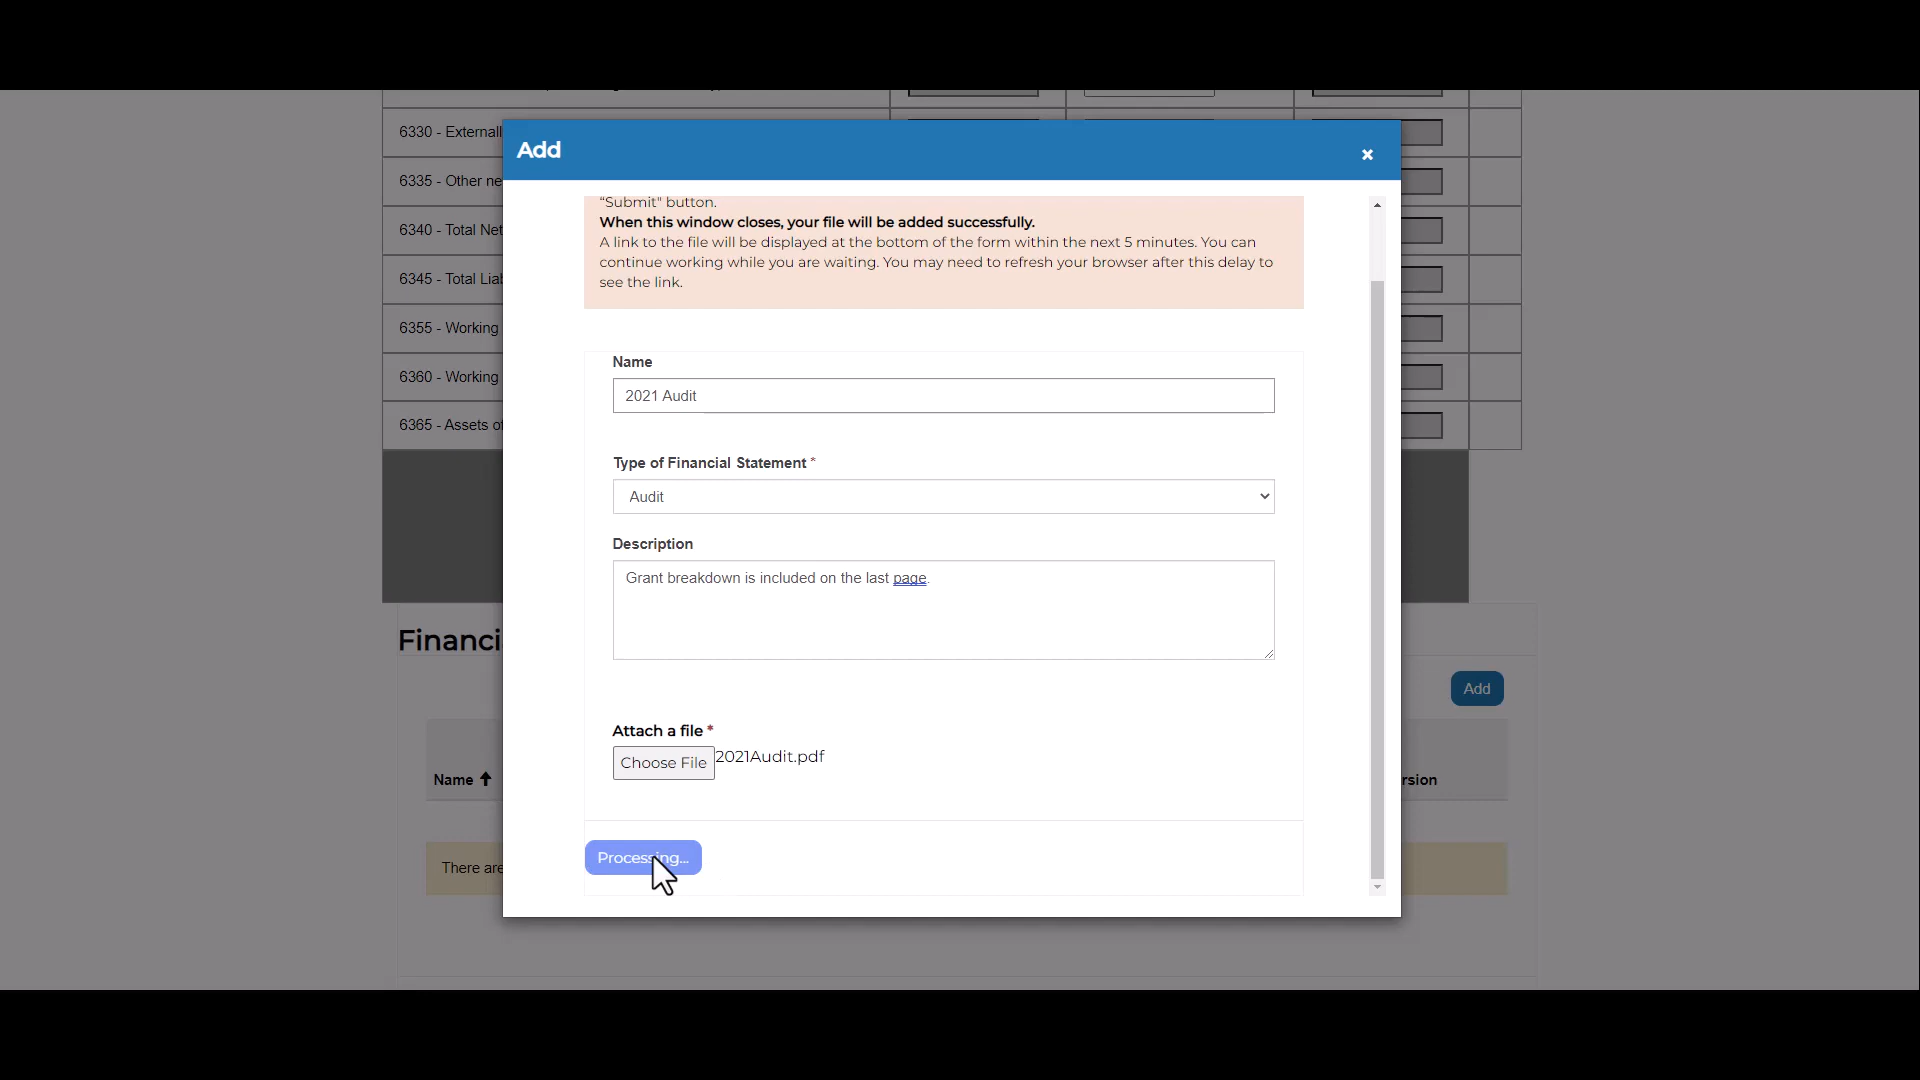 6330 - Externall
6335 - Other ne
6340 - Total Net
6345 - Total Lia
6355 - Working
6360 - Working
6365 - Assets of
Add
×
"Submit" button.
When this window closes, your file will be added successfully.
A link to the file will be displayed at the bottom of the form within the next 5 minutes. You can
continue working while you are waiting. You may need to refresh your browser after this delay to
see the link.
Name
2021 Audit
Type of Financial Statement *
Audit
Description
Grant breakdown is included on the last page.
Attach a file *
Choose File 2021Audit.pdf
Processing...
Financi
Add
Name
rsion
There are